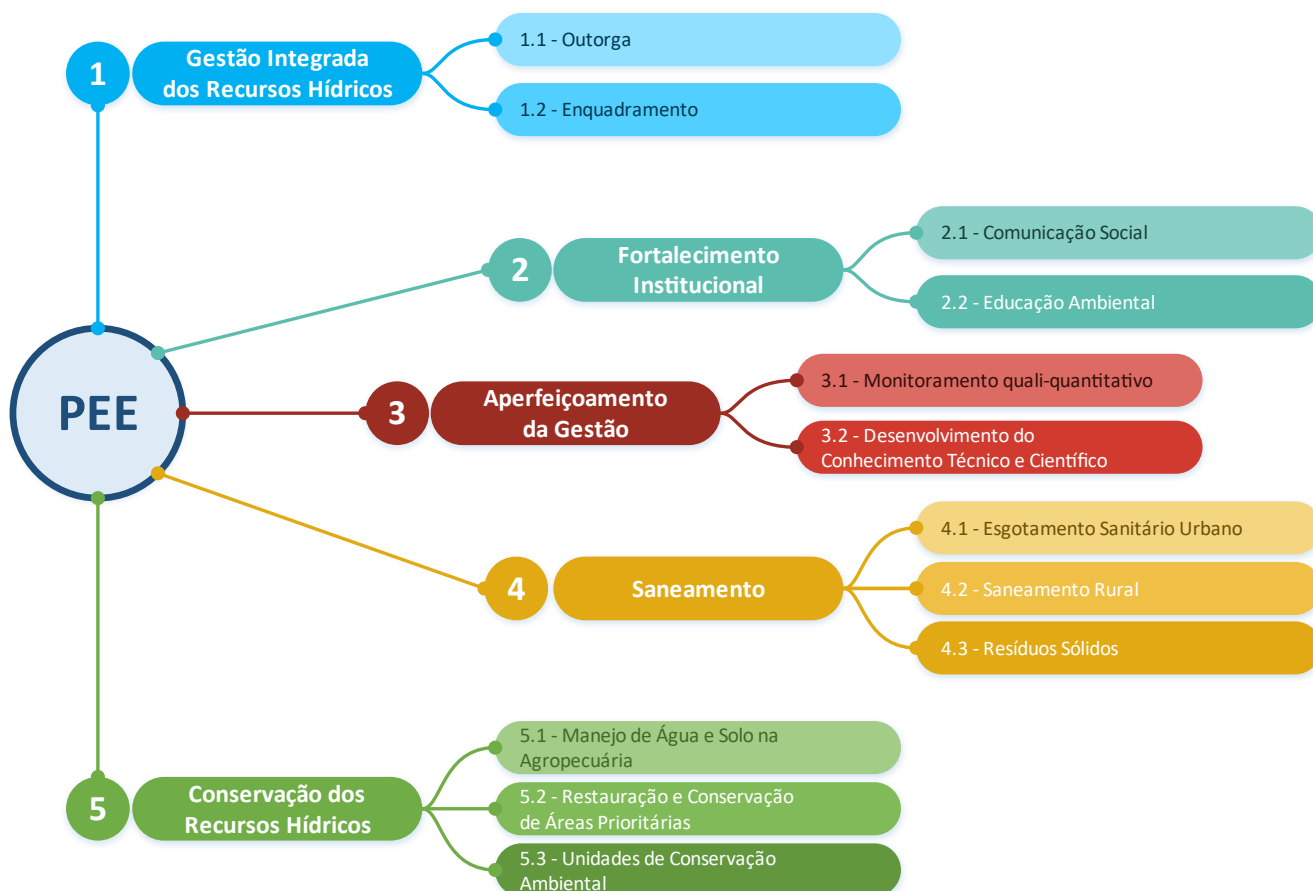 PEE
1
Gestão Integrada
dos Recursos Hídricos
1.1 - Outorga
1.2 - Enquadramento
2
Fortalecimento
Institucional
2.1 - Comunicação Social
2.2 - Educação Ambiental
3
Aperfeiçoamento
da Gestão
3.1 - Monitoramento quali-quantitativo
3.2 - Desenvolvimento do
Conhecimento Técnico e Científico
4
Saneamento
4.1 - Esgotamento Sanitário Urbano
4.2 - Saneamento Rural
4.3 - Resíduos Sólidos
5
Conservação dos
Recursos Hídricos
5.1 - Manejo de Água e Solo na
Agropecuária
5.2 - Restauração e Conservação
de Áreas Prioritárias
5.3 - Unidades de Conservação
Ambiental